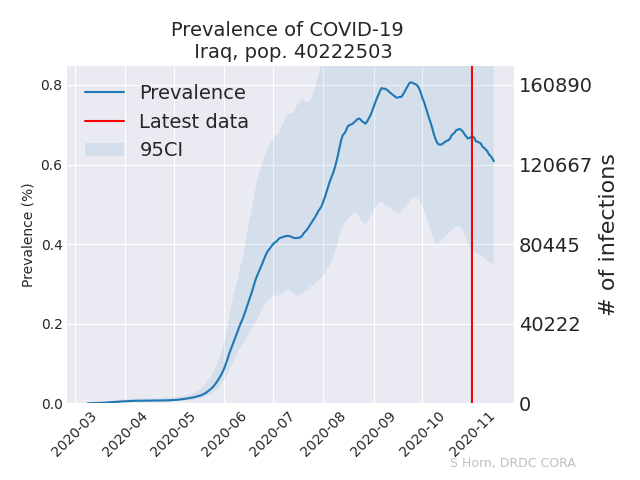 Prevalence of COVID-19
Iraq, pop. 40222503
Prevalence
Latest data
95CI
Prevalence (%)
0.8
0.6
0.4
0.2
0.0
160890
120667
80445
40222
0
# of infections
2020-03
2020-04
2020-05
2020-06
2020-07
2020-08
2020-09
2020-10
2020-11
S Horn, DRDC CORA